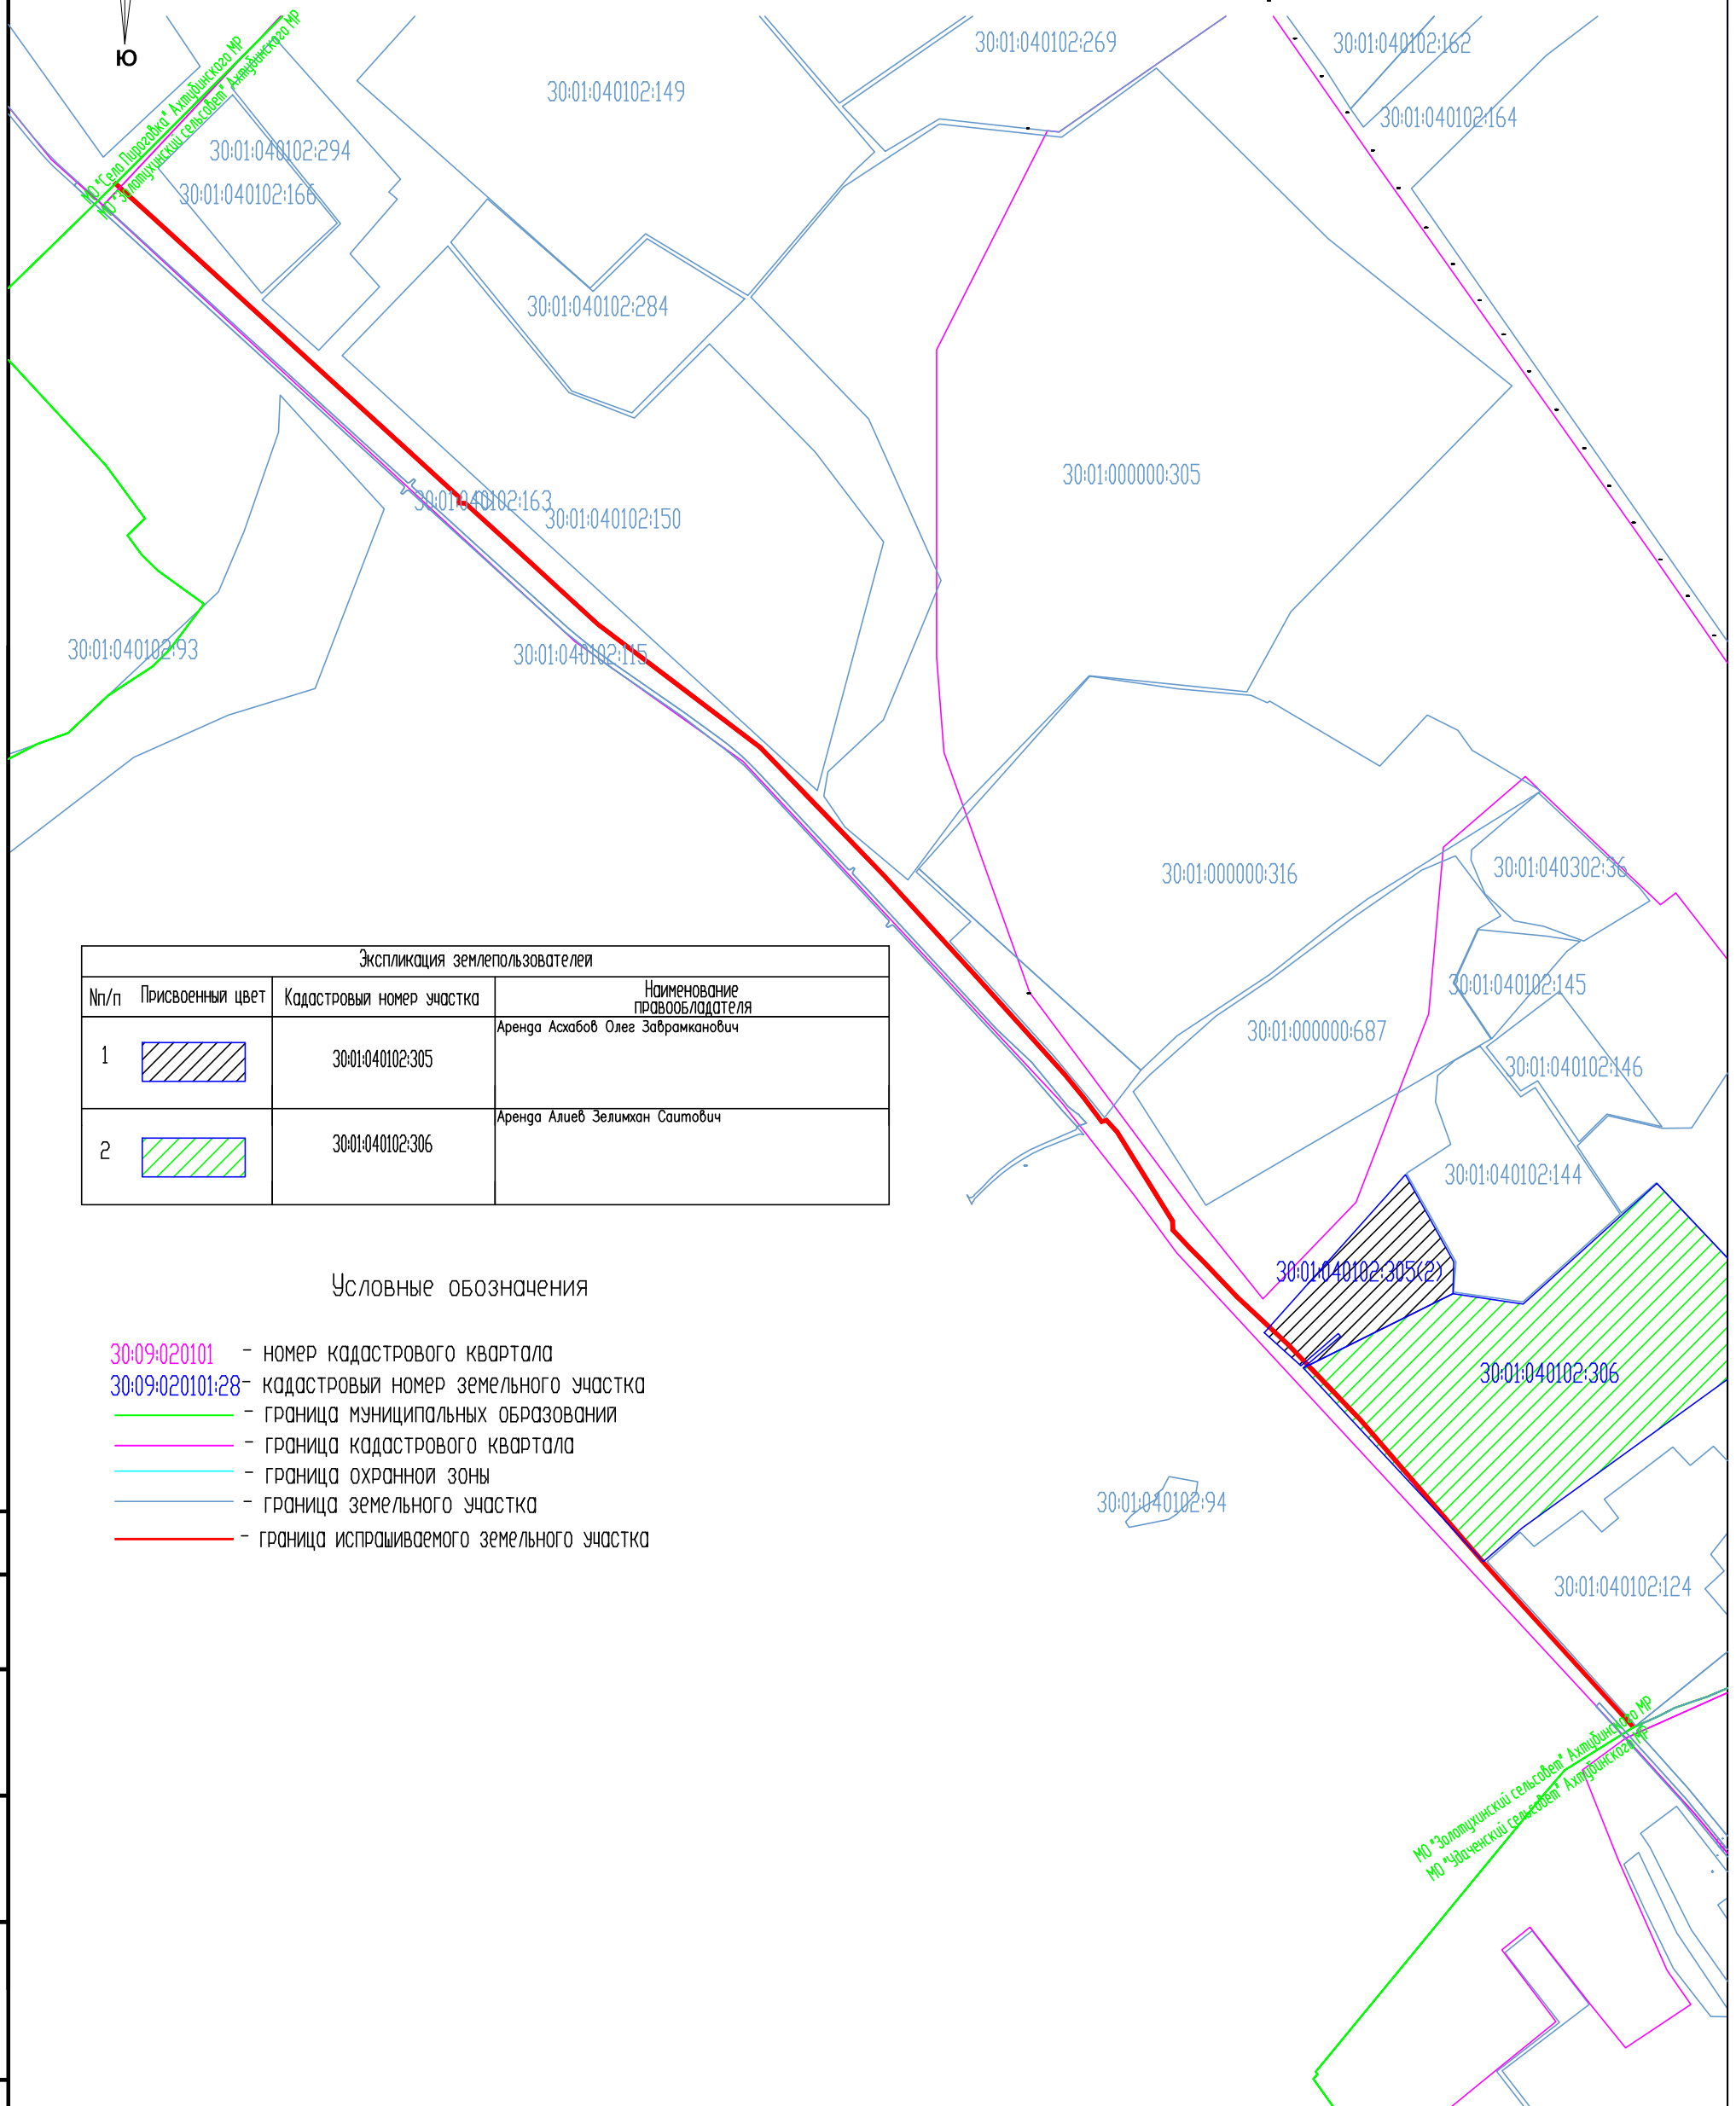 Ю
МО "Село Пироговка" Ахтубинского МР
МО "Золотухинский сельсовет" Ахтубинского МР
30:01:040102:269
30:01:040102:162
30:01:040102:149
30:01:040102:164
30:01:040102:294
30:01:040102:166
30:01:040102:284
30:01:000000:305
30:01:040102:163
30:01:040102:150
30:01:040102:93
30:01:040102:115
30:01:000000:316
30:01:040302:36
30:01:040102:145
30:01:000000:687
30:01:040102:146
30:01:040102:144
30:01:040102:305(2)
30:01:040102:306
30:01:040102:94
30:01:040102:124
МО "Золотухинский сельсовет" Ахтубинского МР
МО "Удаченский сельсовет" Ахтубинского МР
Экспликация землепользователей
Nп/п Присвоенный цвет Кадастровый номер участка Наименование
правообладателя
1 30:01:040102:305 Аренда Асхабов Олег Заврамканович
2 30:01:040102:306 Аренда Алиев Зелимхан Саитович
Условные обозначения
30:09:020101 - номер кадастрового квартала
30:09:020101:28 - кадастровый номер земельного участка
- граница муниципальных образований
- граница кадастрового квартала
- граница охранной зоны
- граница земельного участка
- граница испрашиваемого земельного участка